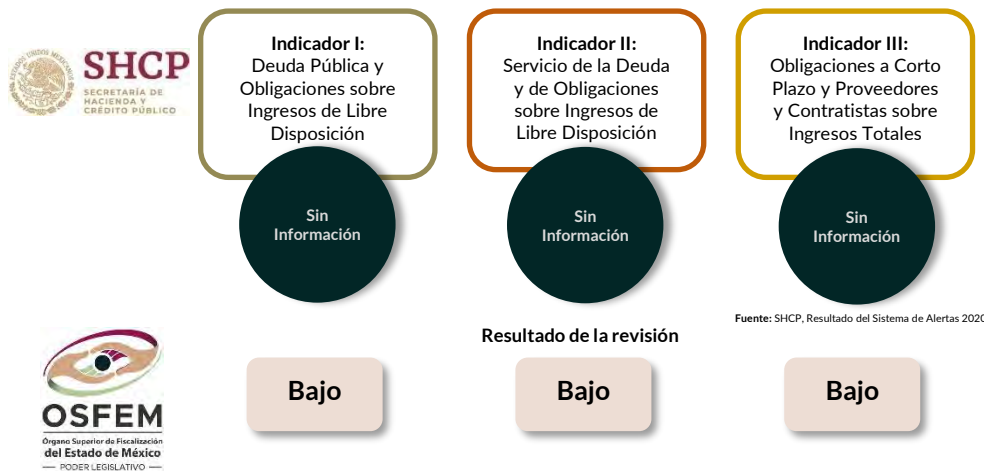 SHCP
SECRETARÍA DE
HACIENDA Y
CRÉDITO PÚBLICO
Indicador I:
Deuda Pública y
Obligaciones sobre
Ingresos de Libre
Disposición
Sin
Información
Indicador II:
Servicio de la Deuda
y de Obligaciones
sobre Ingresos de
Libre Disposición
Sin
Información
Indicador III:
Obligaciones a Corto
Plazo y Proveedores
y Contratistas sobre
Ingresos Totales
Sin
Información
Fuente: SHCP, Resultado del Sistema de Alertas 2020
OSFEM
Órgano Superior de Fiscalización
del Estado de México
PODER LEGISLATIVO
Resultado de la revisión
Bajo
Bajo
Bajo